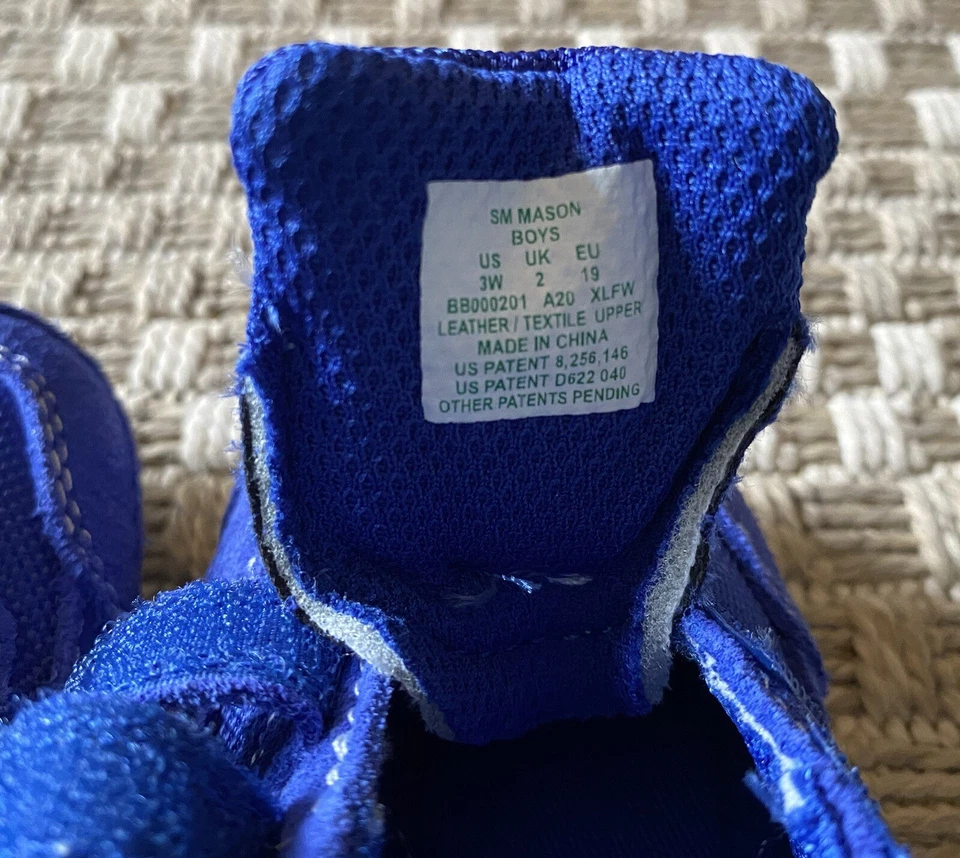 SM MASON
BOYS
US UK EU
3W 2 19
BB000201 A20 XLFW
LEATHER / TEXTILE UPPER
MADE IN CHINA
US PATENT 8,256,146
US PATENT D622 040
OTHER PATENTS PENDING